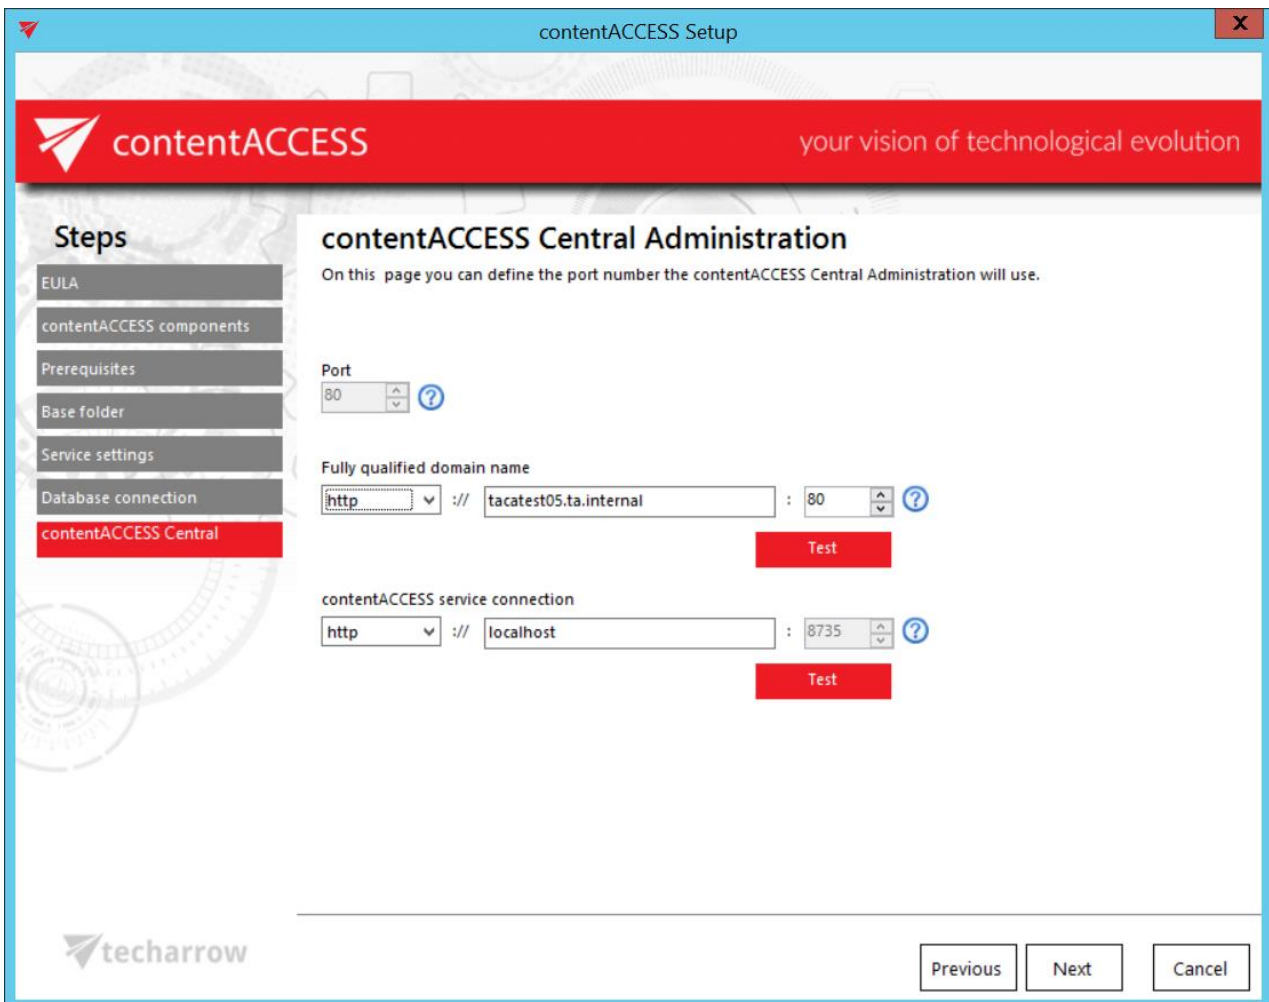 contentACCESS Setup
X
contentACCESS
your vision of technological evolution
Steps
EULA
contentACCESS components
Prerequisites
Base folder
Service settings
Database connection
contentACCESS Central
contentACCESS Central Administration
On this page you can define the port number the contentACCESS Central Administration will use.
Port
80 ?
Fully qualified domain name
http :// tacatest05.ta.internal : 80 ?
Test
contentACCESS service connection
http :// localhost : 8735 ?
Test
techarrow
Previous Next Cancel